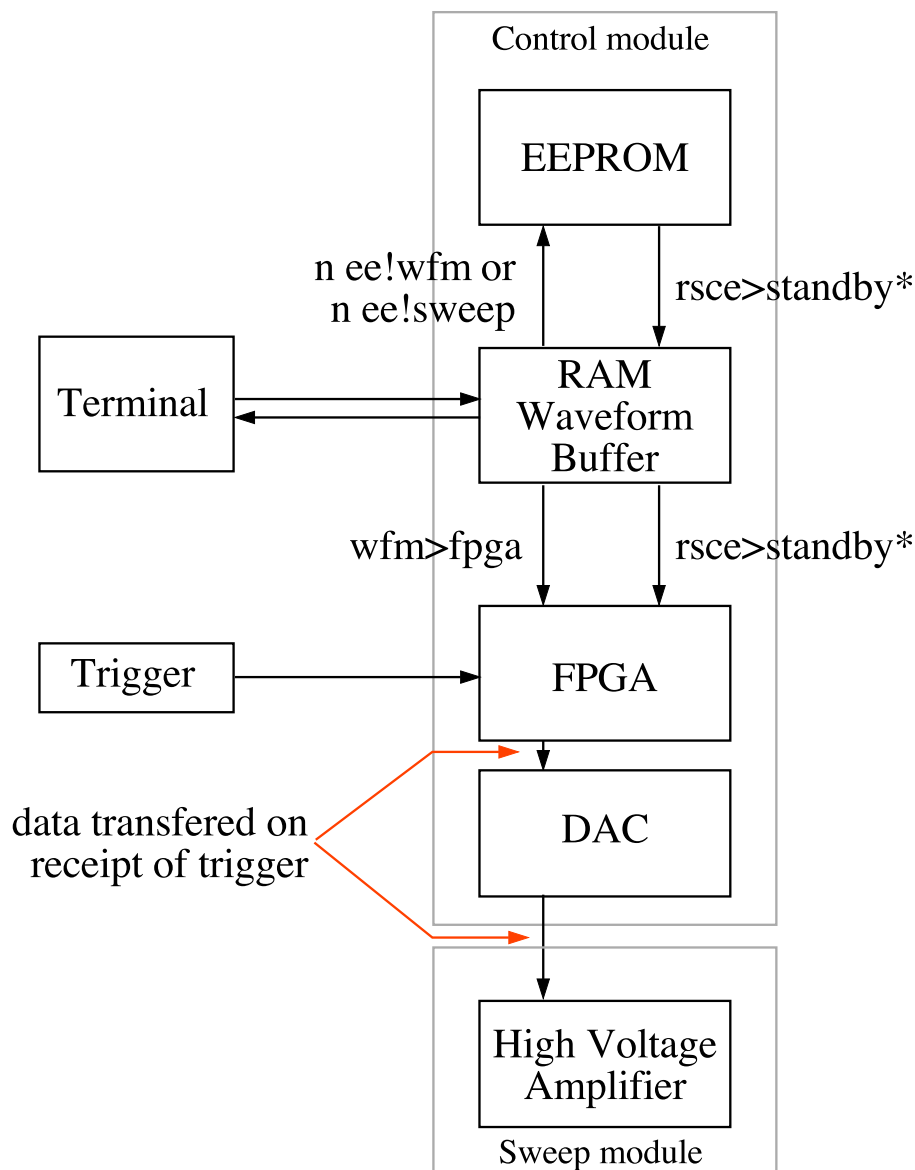 Control module
EEPROM
n ee!wfm or
n ee!sweep
rsce>standby*
Terminal
RAM
Waveform
Buffer
wfm>fpga
rsce>standby*
Trigger
FPGA
data transfered on
receipt of trigger
DAC
High Voltage
Amplifier
Sweep module